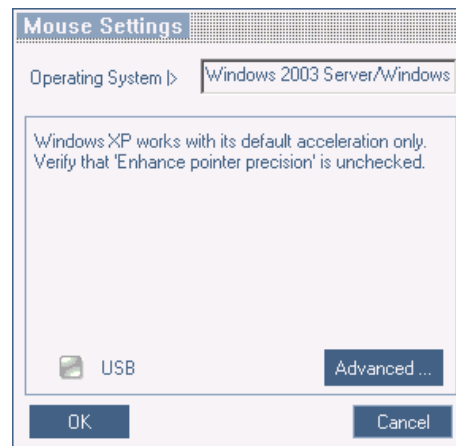 Mouse Settings
Operating System |> Windows 2003 Server/Windows
Windows XP works with its default acceleration only.
Verify that 'Enhance pointer precision' is unchecked.
USB
Advanced ...
OK
Cancel